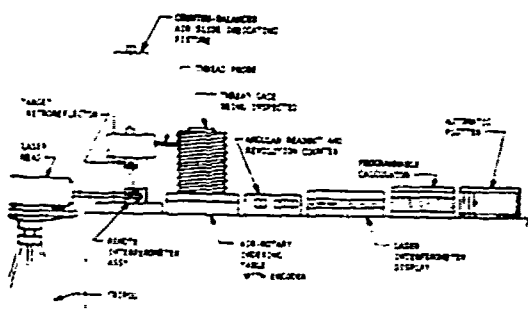 COUNTER-BALANCED
AIR SLIDE INDICATING
FIXTURE
THREAD PROBE
THREAD GAGE
BEING INSPECTED
TARGET
RETROREFLECTOR
ANGULAR READOUT AND
REVOLUTION COUNTER
AUTOMATIC
PLOTTER
LASER
HEAD
PROGRAMMABLE
CALCULATOR
REMOTE
INTERFEROMETER
ASSY
AIR-ROTARY
INDEXING
TABLE
WITH ENCODER
LASER
INTERFEROMETER
DISPLAY
TRIPOD